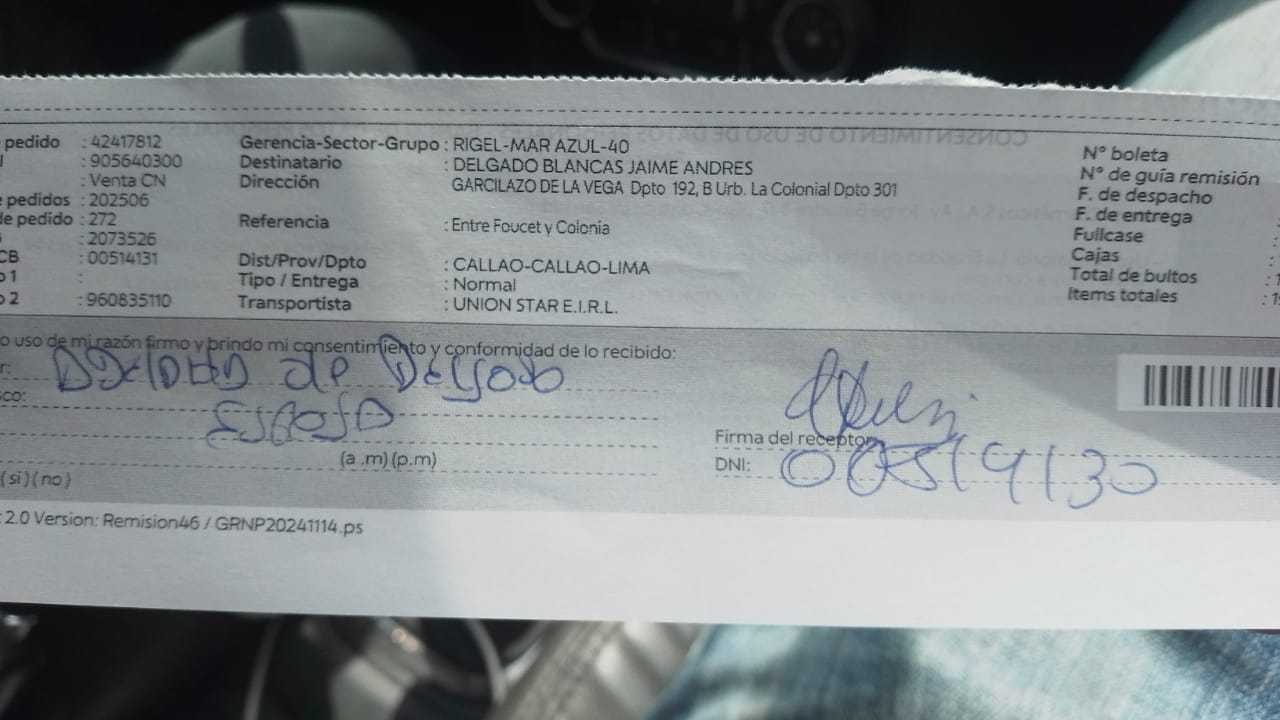 pedido : 42417812
: 905640300
: Venta CN
pedidos : 202506
de pedido : 272
: 2073526
CB : 00514131
o 1 :
o 2 : 960835110
Gerencia-Sector-Grupo : RIGEL-MAR AZUL-40
Destinatario : DELGADO BLANCAS JAIME ANDRES
Dirección GARCILAZO DE LA VEGA Dpto 192, B Urb. La Colonial Dpto 301
Referencia : Entre Foucet y Colonia
Dist/Prov/Dpto : CALLAO-CALLAO-LIMA
Tipo / Entrega : Normal
Transportista : UNION STAR E.I.R.L.
N° boleta
N° de guía remisión
F. de despacho
F. de entrega
Fullcase
Cajas
Total de bultos
Items totales
o uso de mi razón firmo y brindo mi consentimiento y conformidad de lo recibido:
de
Esposa
(a .m) (p.m)
(si) (no)
Firma del receptor
DNI:
2.0 Version: Remision46 / GRNP20241114.ps